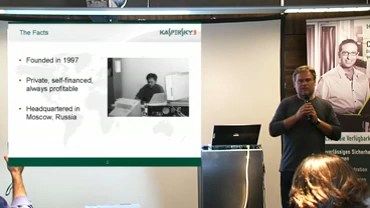 The Facts
KASPERSKY
Founded in 1997
Private, self-financed,
always profitable
Headquartered in
Moscow, Russia